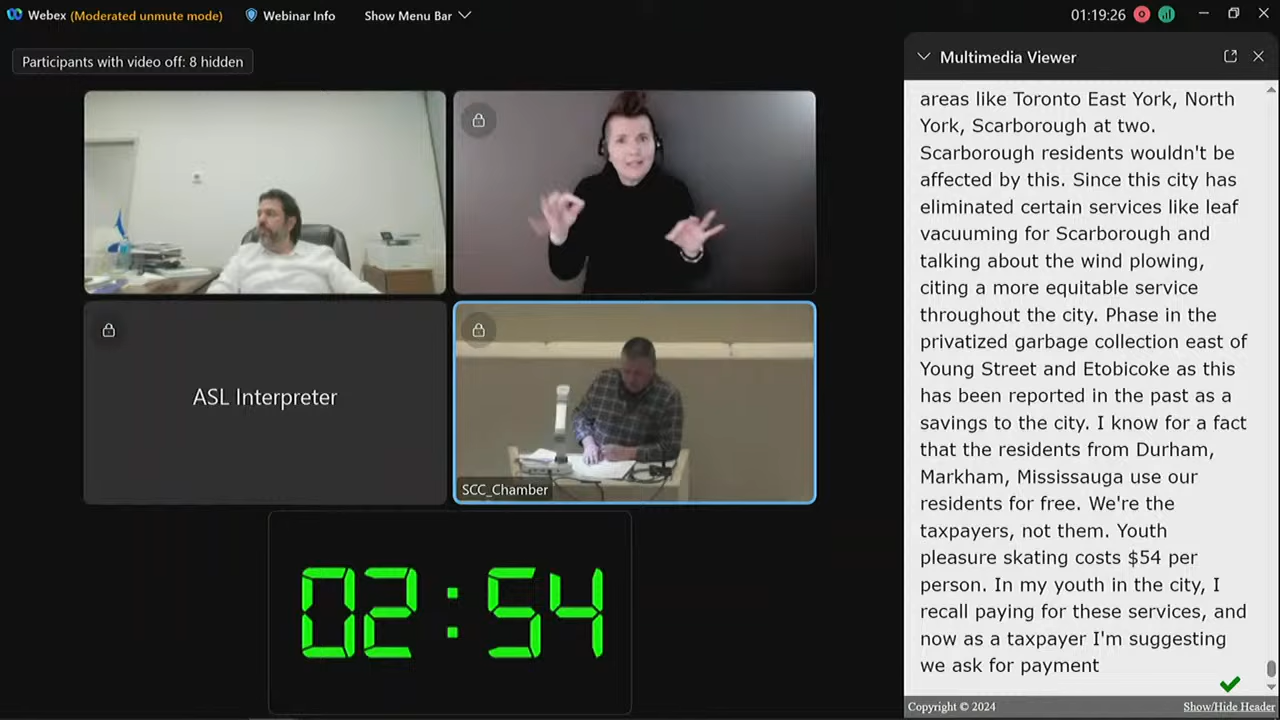 Webex (Moderated unmute mode) Webinar Info Show Menu Bar 01:19:26
Participants with video off: 8 hidden
ASL Interpreter
SCC_Chamber
02:54
Multimedia Viewer
areas like Toronto East York, North
York, Scarborough at two.
Scarborough residents wouldn't be
affected by this. Since this city has
eliminated certain services like leaf
vacuuming for Scarborough and
talking about the wind plowing,
citing a more equitable service
throughout the city. Phase in the
privatized garbage collection east of
Young Street and Etobicoke as this
has been reported in the past as a
savings to the city. I know for a fact
that the residents from Durham,
Markham, Mississauga use our
residents for free. We're the
taxpayers, not them. Youth
pleasure skating costs $54 per
person. In my youth in the city, I
recall paying for these services, and
now as a taxpayer I'm suggesting
we ask for payment
Copyright © 2024 Show/Hide Header